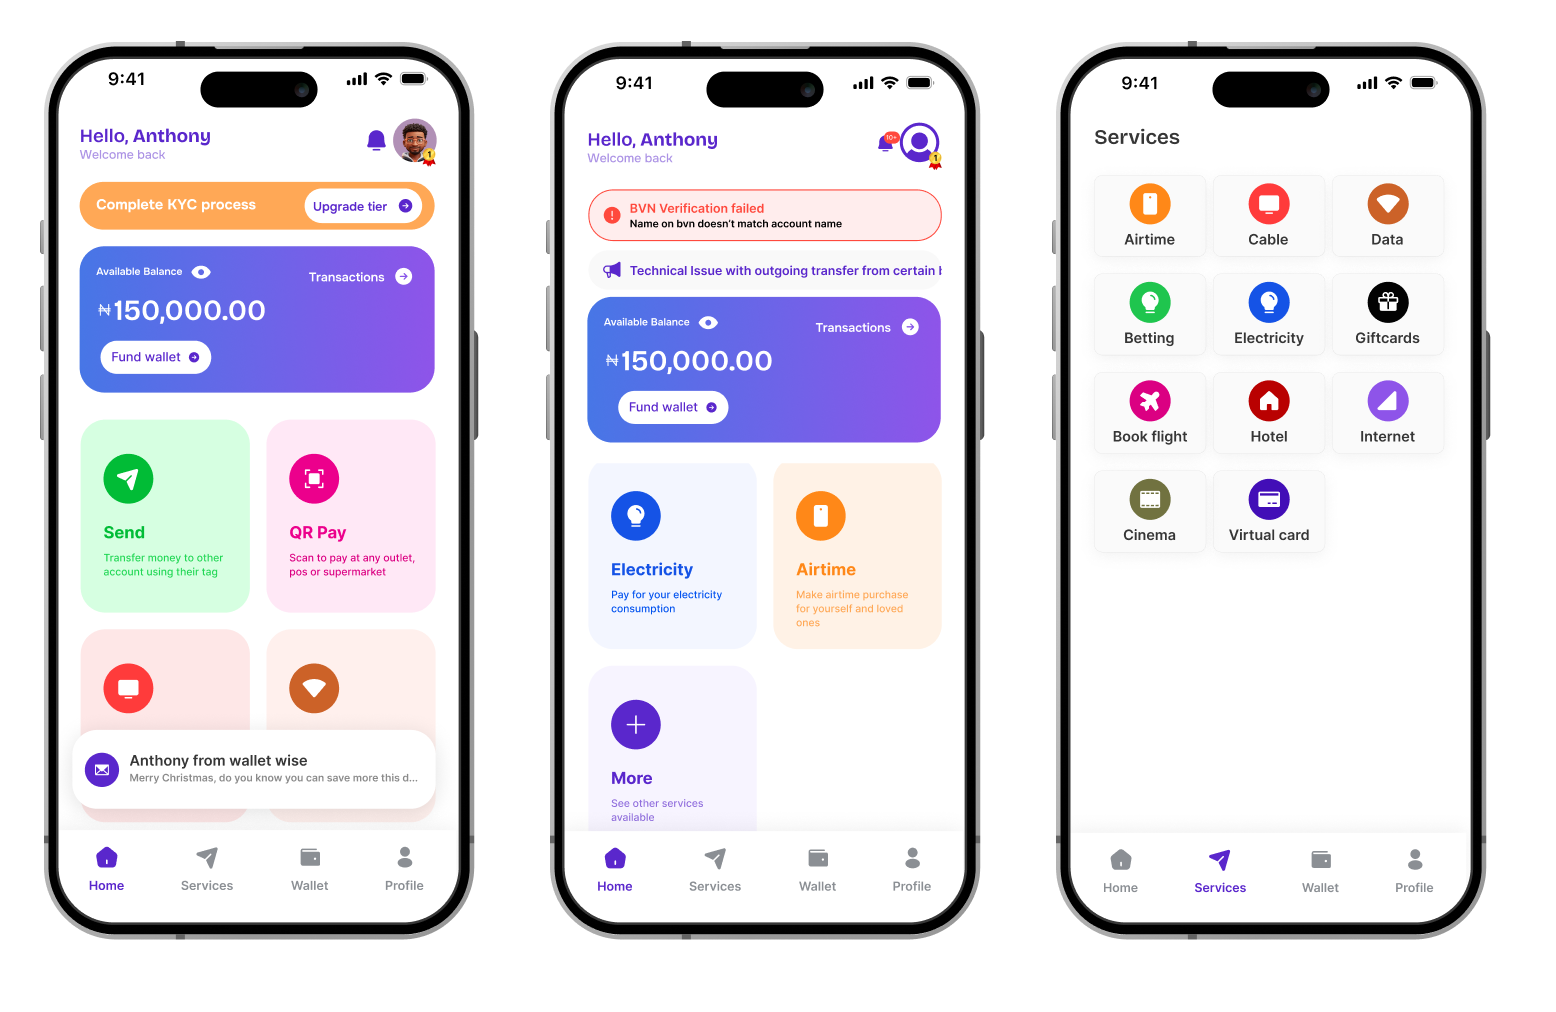 9:41
Hello, Anthony
Welcome back
1
Complete KYC process
Upgrade tier
Available Balance
Transactions
₦150,000.00
Fund wallet
Send
Transfer money to other
account using their tag
QR Pay
Scan to pay at any outlet,
pos or supermarket
Anthony from wallet wise
Merry Christmas, do you know you can save more this d...
Home
Services
Wallet
Profile
9:41
Hello, Anthony
Welcome back
10+
1
BVN Verification failed
Name on bvn doesn't match account name
Technical Issue with outgoing transfer from certain
Available Balance
Transactions
₦150,000.00
Fund wallet
Electricity
Pay for your electricity
consumption
Airtime
Make airtime purchase
for yourself and loved
ones
More
See other services
available
Home
Services
Wallet
Profile
9:41
Services
Airtime
Cable
Data
Betting
Electricity
Giftcards
Book flight
Hotel
Internet
Cinema
Virtual card
Home
Services
Wallet
Profile